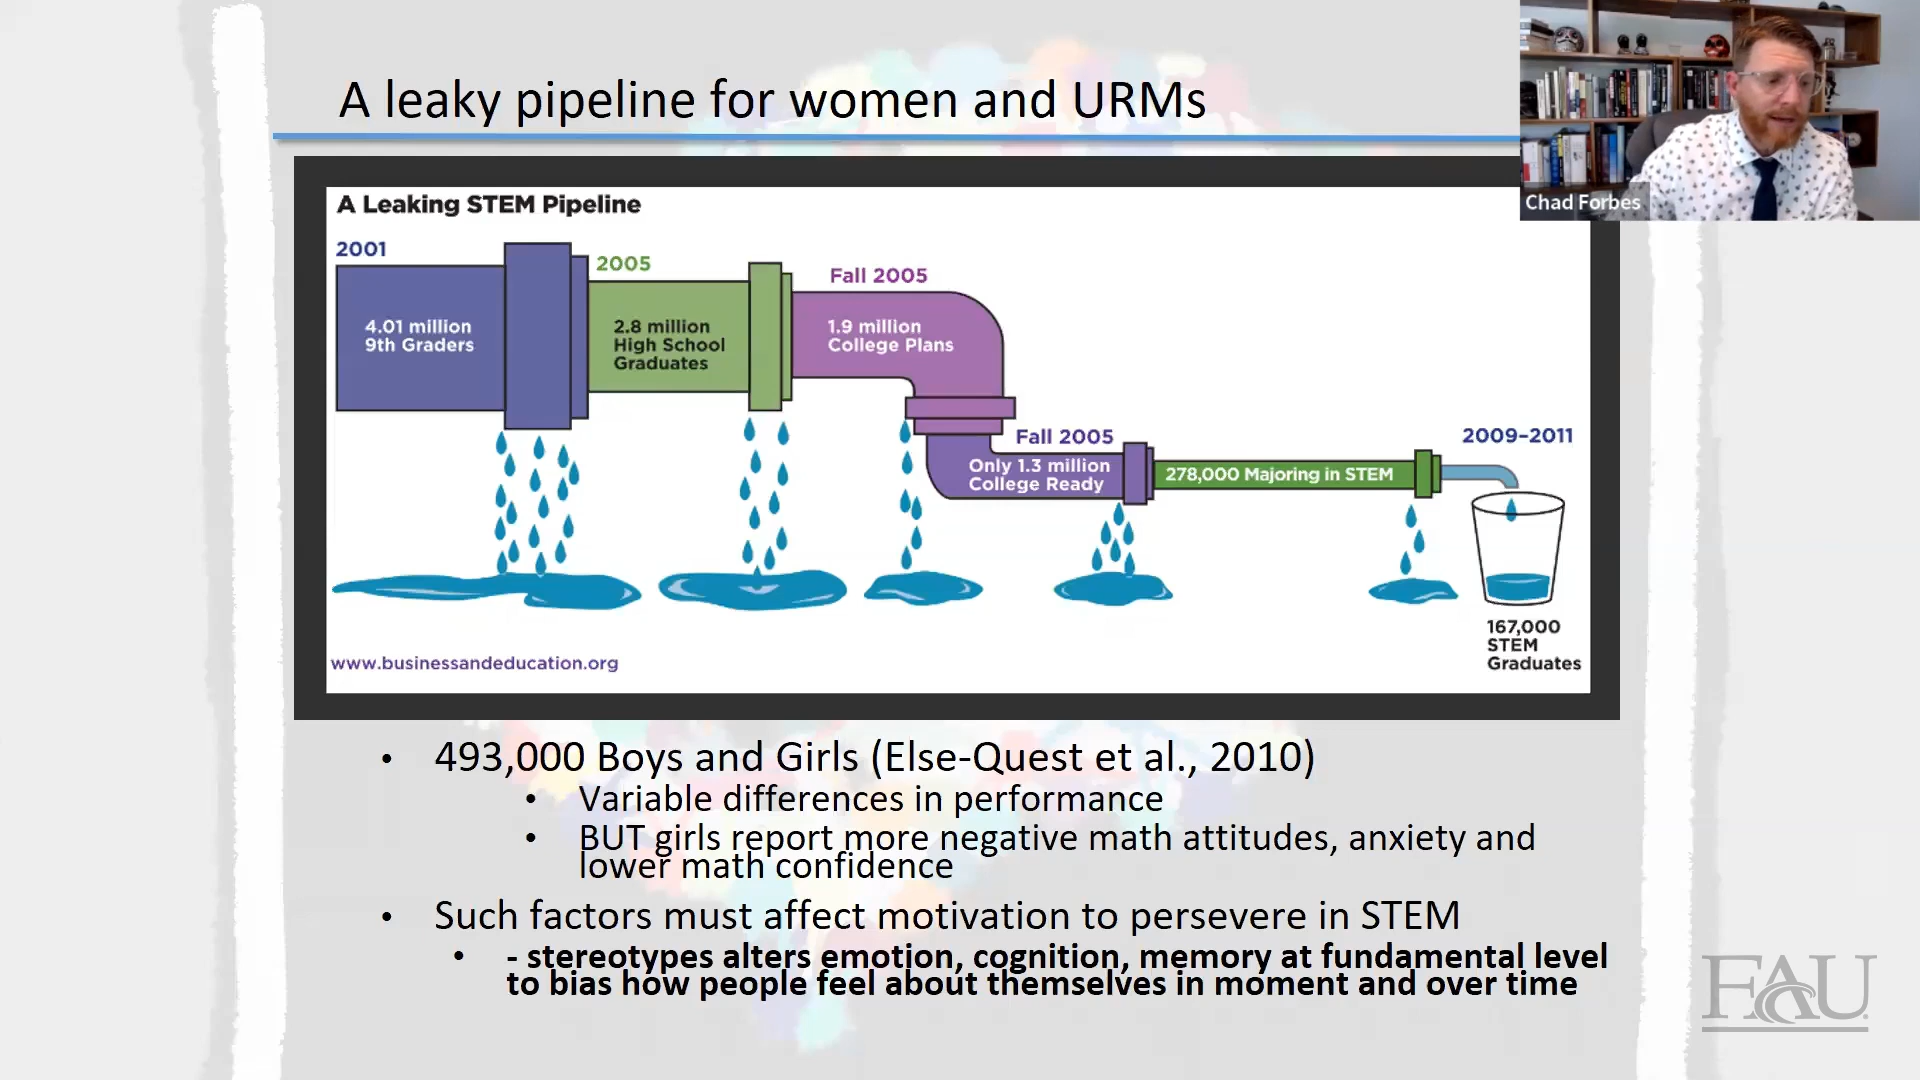 A leaky pipeline for women and URMs
Chad Forbes
A Leaking STEM Pipeline
2001
4.01 million
9th Graders
2005
2.8 million
High School
Graduates
Fall 2005
1.9 million
College Plans
Fall 2005
Only 1.3 million
College Ready
278,000 Majoring in STEM
2009–2011
167,000
STEM
Graduates
www.businessandeducation.org
• 493,000 Boys and Girls (Else-Quest et al., 2010)
• Variable differences in performance
• BUT girls report more negative math attitudes, anxiety and
lower math confidence
• Such factors must affect motivation to persevere in STEM
• - stereotypes alters emotion, cognition, memory at fundamental level
to bias how people feel about themselves in moment and over time
FAU